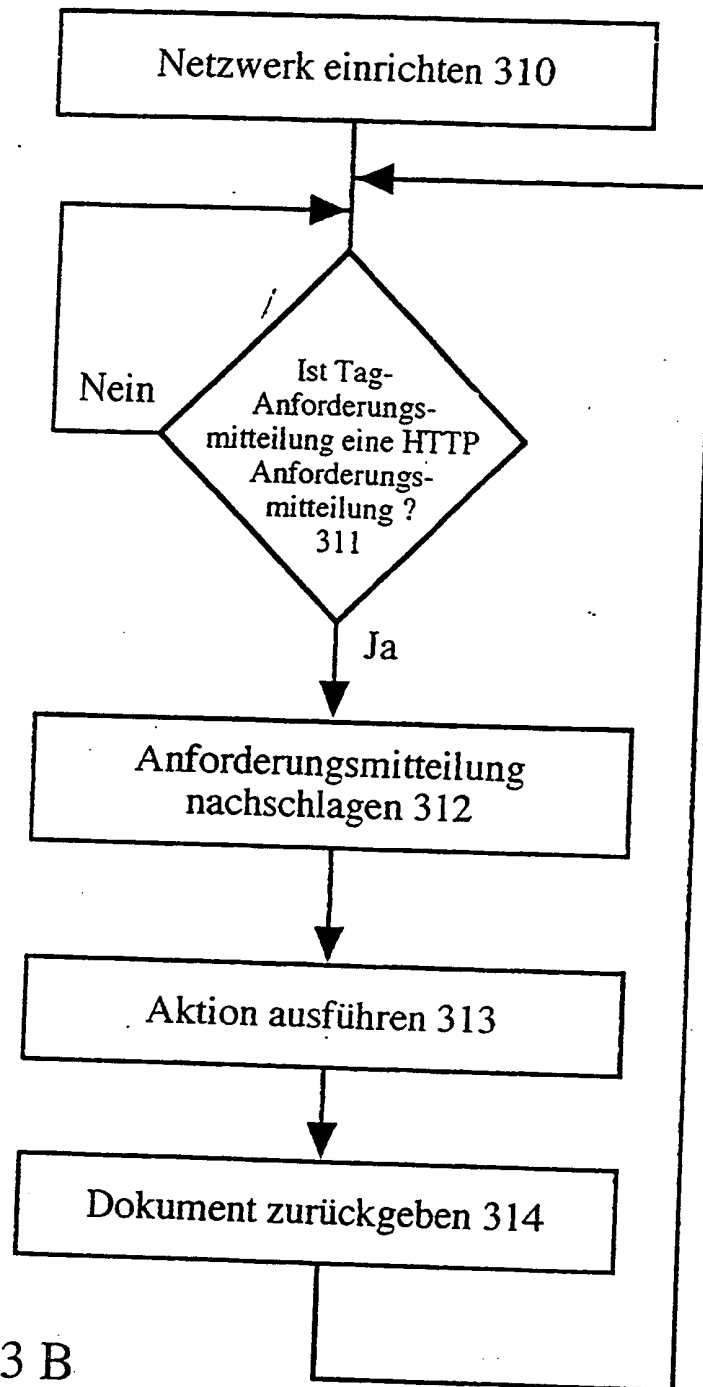 Netzwerk einrichten 310
Nein
Ist Tag-
Anforderungs-
mitteilung eine HTTP
Anforderungs-
mitteilung ?
311
Ja
Anforderungsmitteilung
nachschlagen 312
Aktion ausführen 313
Dokument zurückgeben 314
3 B